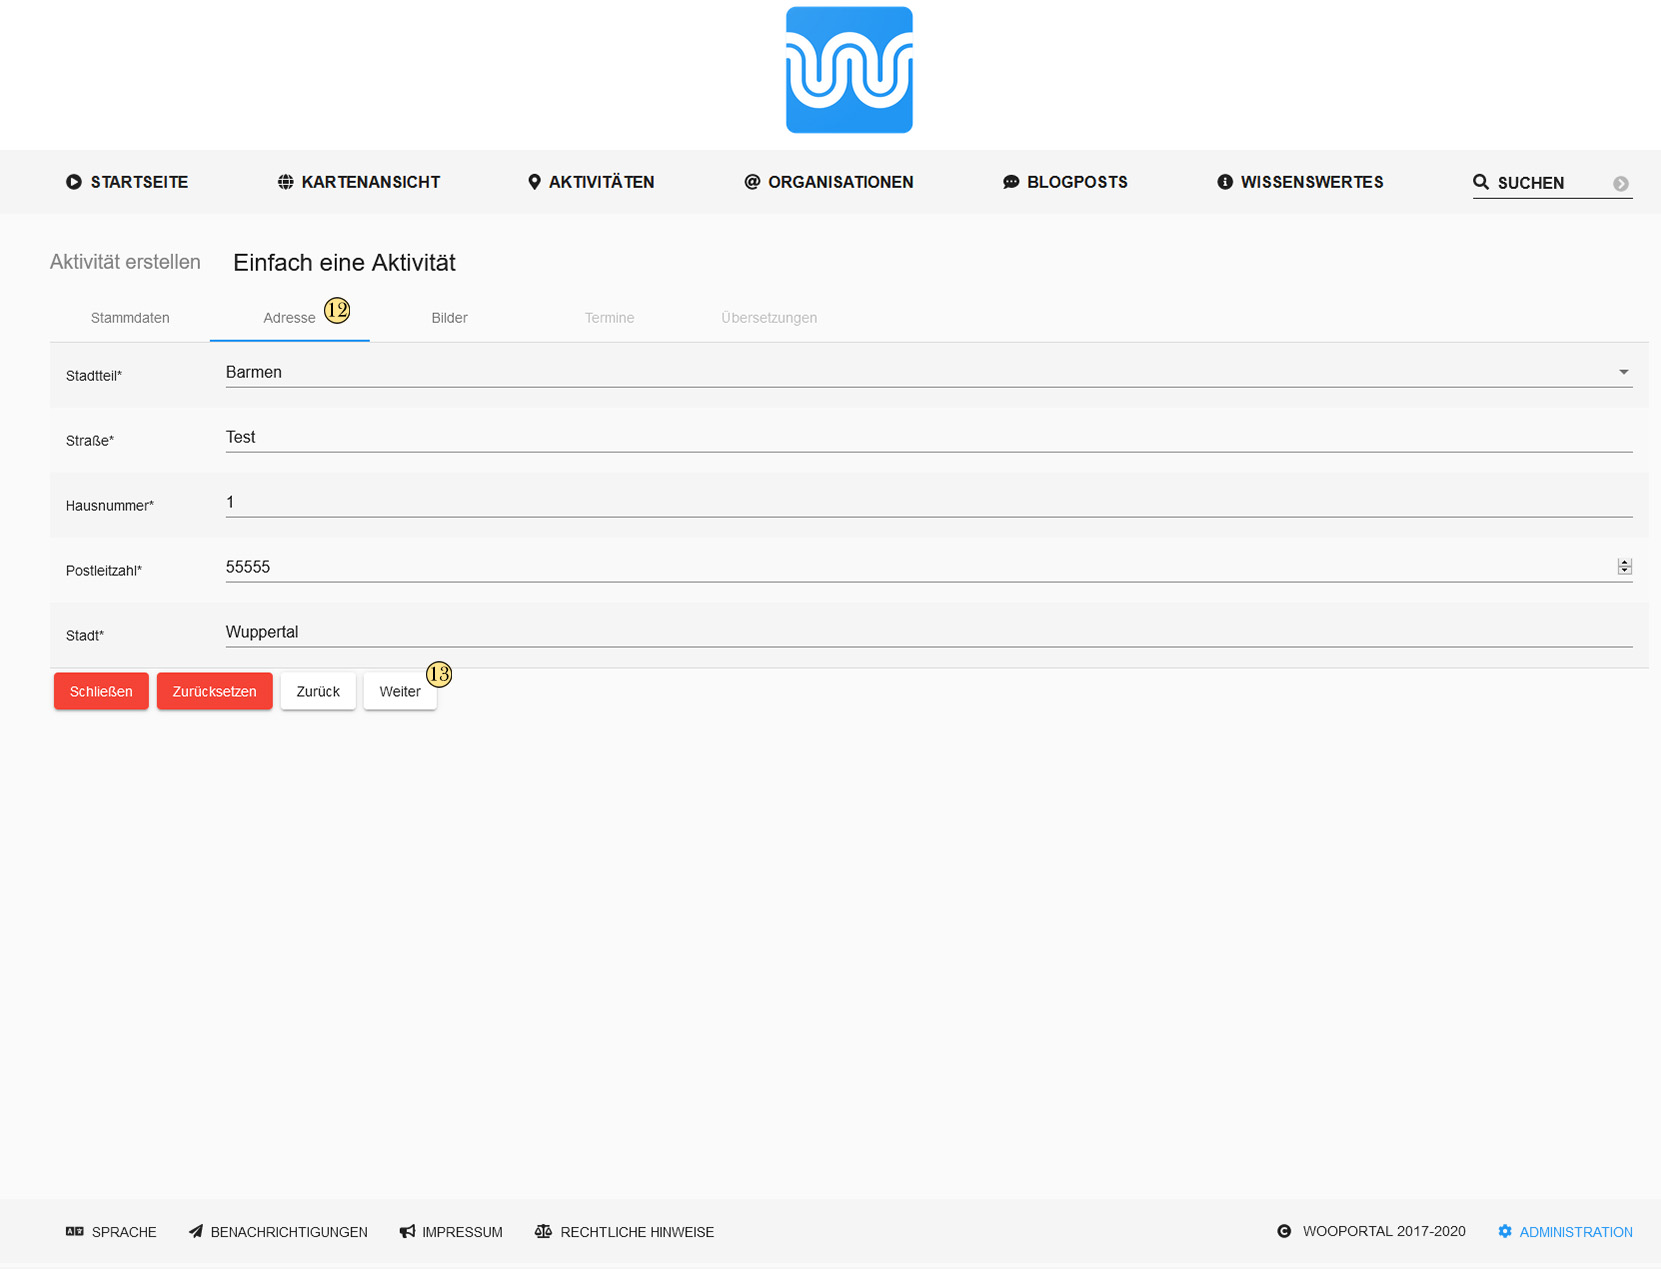 STARTSEITE KARTENANSICHT AKTIVITÄTEN ORGANISATIONEN BLOGPOSTS WISSENSWERTES SUCHEN
Aktivität erstellen Einfach eine Aktivität
Stammdaten Adresse 12 Bilder Termine Übersetzungen
Stadtteil* Barmen
Straße* Test
Hausnummer* 1
Postleitzahl* 55555
Stadt* Wuppertal
Schließen Zurücksetzen Zurück Weiter 13
SPRACHE BENACHRICHTIGUNGEN IMPRESSUM RECHTLICHE HINWEISE WOOPORTAL 2017-2020 ADMINISTRATION